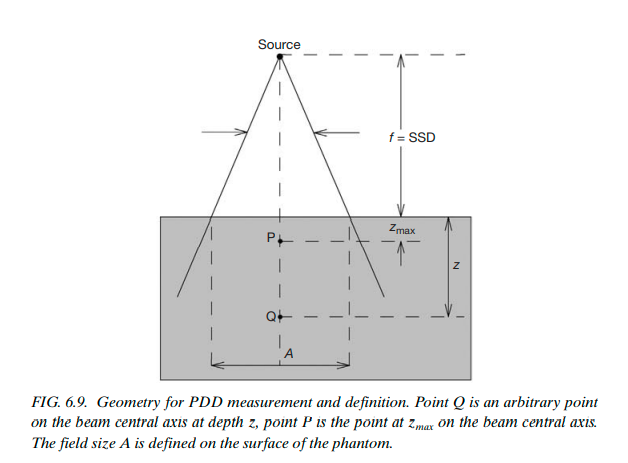 Source
f = SSD
zmax
P
z
Q
A
FIG. 6.9. Geometry for PDD measurement and definition. Point Q is an arbitrary point
on the beam central axis at depth z, point P is the point at zmax on the beam central axis.
The field size A is defined on the surface of the phantom.